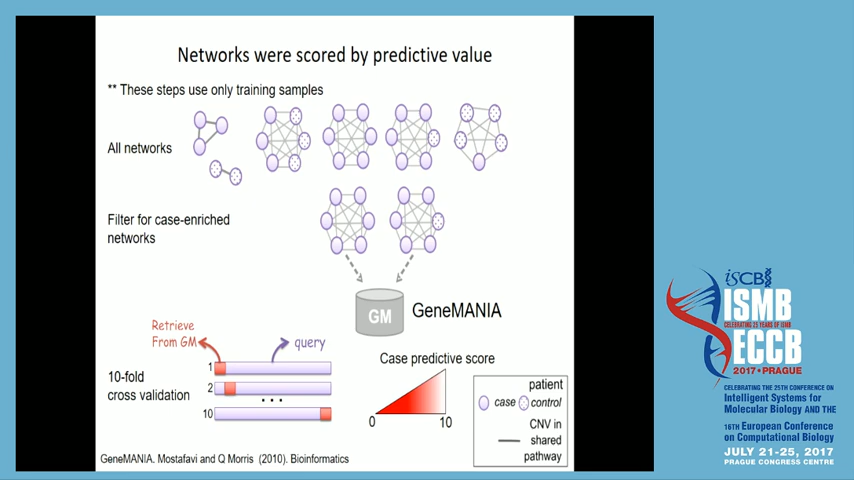 Networks were scored by predictive value
** These steps use only training samples
All networks
Filter for case-enriched
networks
GM
GeneMANIA
Retrieve
From GM
query
10-fold
cross validation
1
2
...
10
Case predictive score
0
10
patient
case
control
CNV in
shared
pathway
GeneMANIA. Mostafavi and Q Morris (2010). Bioinformatics
iSCB
ISMB
CELEBRATING 25 YEARS OF ISMB
ECCB
2017 • PRAGUE
CELEBRATING THE 25TH CONFERENCE ON
Intelligent Systems for
Molecular Biology AND THE
16TH European Conference
on Computational Biology
JULY 21-25, 2017
PRAGUE CONGRESS CENTRE